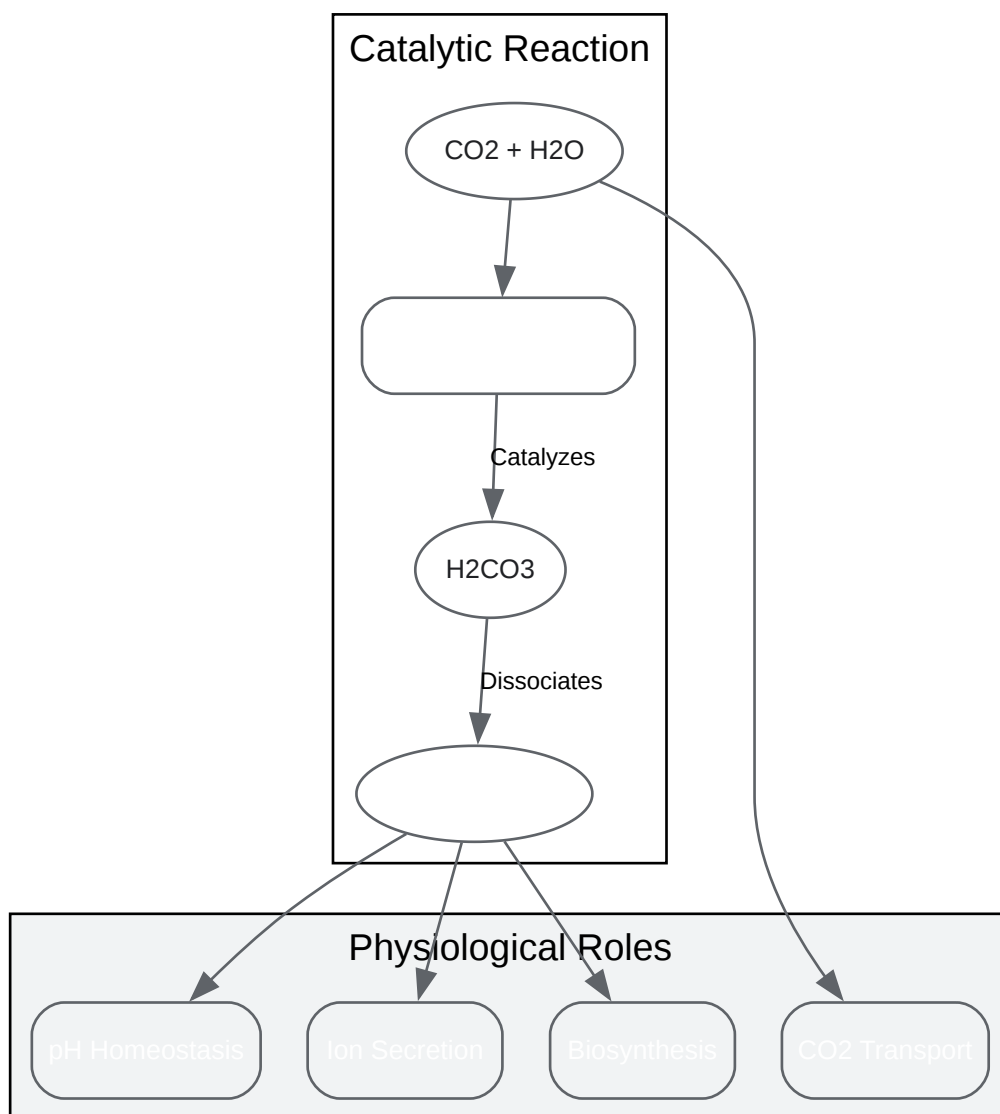 Catalytic Reaction
CO2 + H2O
Catalyzes
H2CO3
Dissociates
Physiological Roles
pH Homeostasis
Ion Secretion
Biosynthesis
CO2 Transport